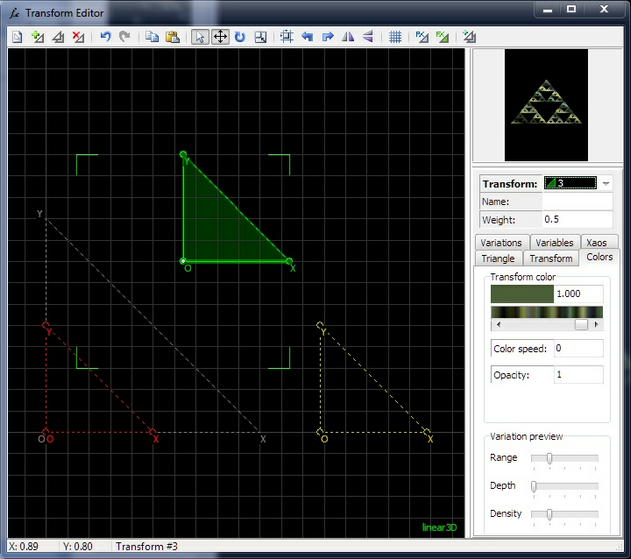 Transform Editor
Transform: 3
Name:
Weight: 0.5
Variations Variables Xaos
Triangle Transform Colors
Transform color
1.000
Color speed: 0
Opacity: 1
Variation preview
Range
Depth
Density
Y
Y
O X
Y
Y
O O X X O X
linear3D
X: 0.89 Y: 0.80 Transform #3